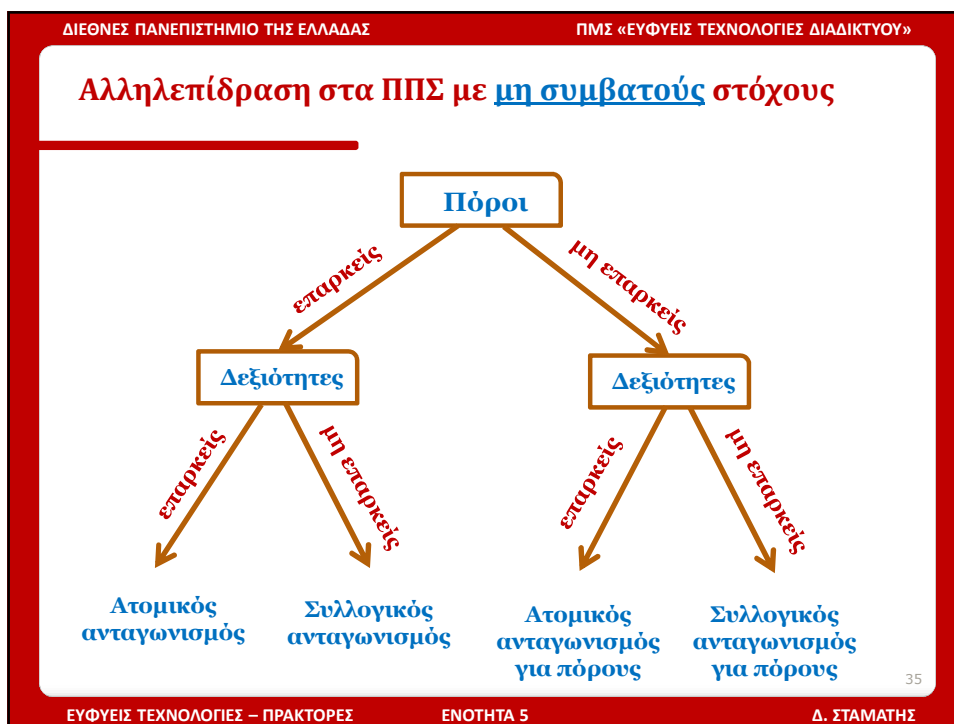 ΔΙΕΘΝΕΣ ΠΑΝΕΠΙΣΤΗΜΙΟ ΤΗΣ ΕΛΛΑΔΑΣ
ΠΜΣ «ΕΥΦΥΕΙΣ ΤΕΧΝΟΛΟΓΙΕΣ ΔΙΑΔΙΚΤΥΟΥ»
Αλληλεπίδραση στα ΠΠΣ με μη συμβατούς στόχους
Πόροι
επαρκείς
μη επαρκείς
Δεξιότητες
Δεξιότητες
επαρκείς
μη επαρκείς
επαρκείς
μη επαρκείς
Ατομικός
ανταγωνισμός
Συλλογικός
ανταγωνισμός
Ατομικός
ανταγωνισμός
για πόρους
Συλλογικός
ανταγωνισμός
για πόρους
35
ΕΥΦΥΕΙΣ ΤΕΧΝΟΛΟΓΙΕΣ – ΠΡΑΚΤΟΡΕΣ
ΕΝΟΤΗΤΑ 5
Δ. ΣΤΑΜΑΤΗΣ